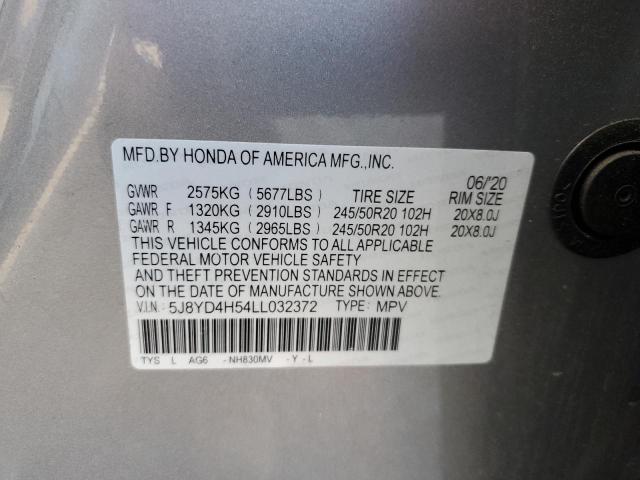 MFD.BY HONDA OF AMERICA MFG.,INC.
06/'20
GVWR 2575KG (5677LBS) TIRE SIZE RIM SIZE
GAWR F 1320KG (2910LBS) 245/50R20 102H 20X8.0J
GAWR R 1345KG (2965LBS) 245/50R20 102H 20X8.0J
THIS VEHICLE CONFORMS TO ALL APPLICABLE
FEDERAL MOTOR VEHICLE SAFETY
AND THEFT PREVENTION STANDARDS IN EFFECT
ON THE DATE OF MANUFACTURE SHOWN ABOVE.
V.I.N.: 5J8YD4H54LL032372 TYPE: MPV
TYS L AG6 -NH830MV -Y-L